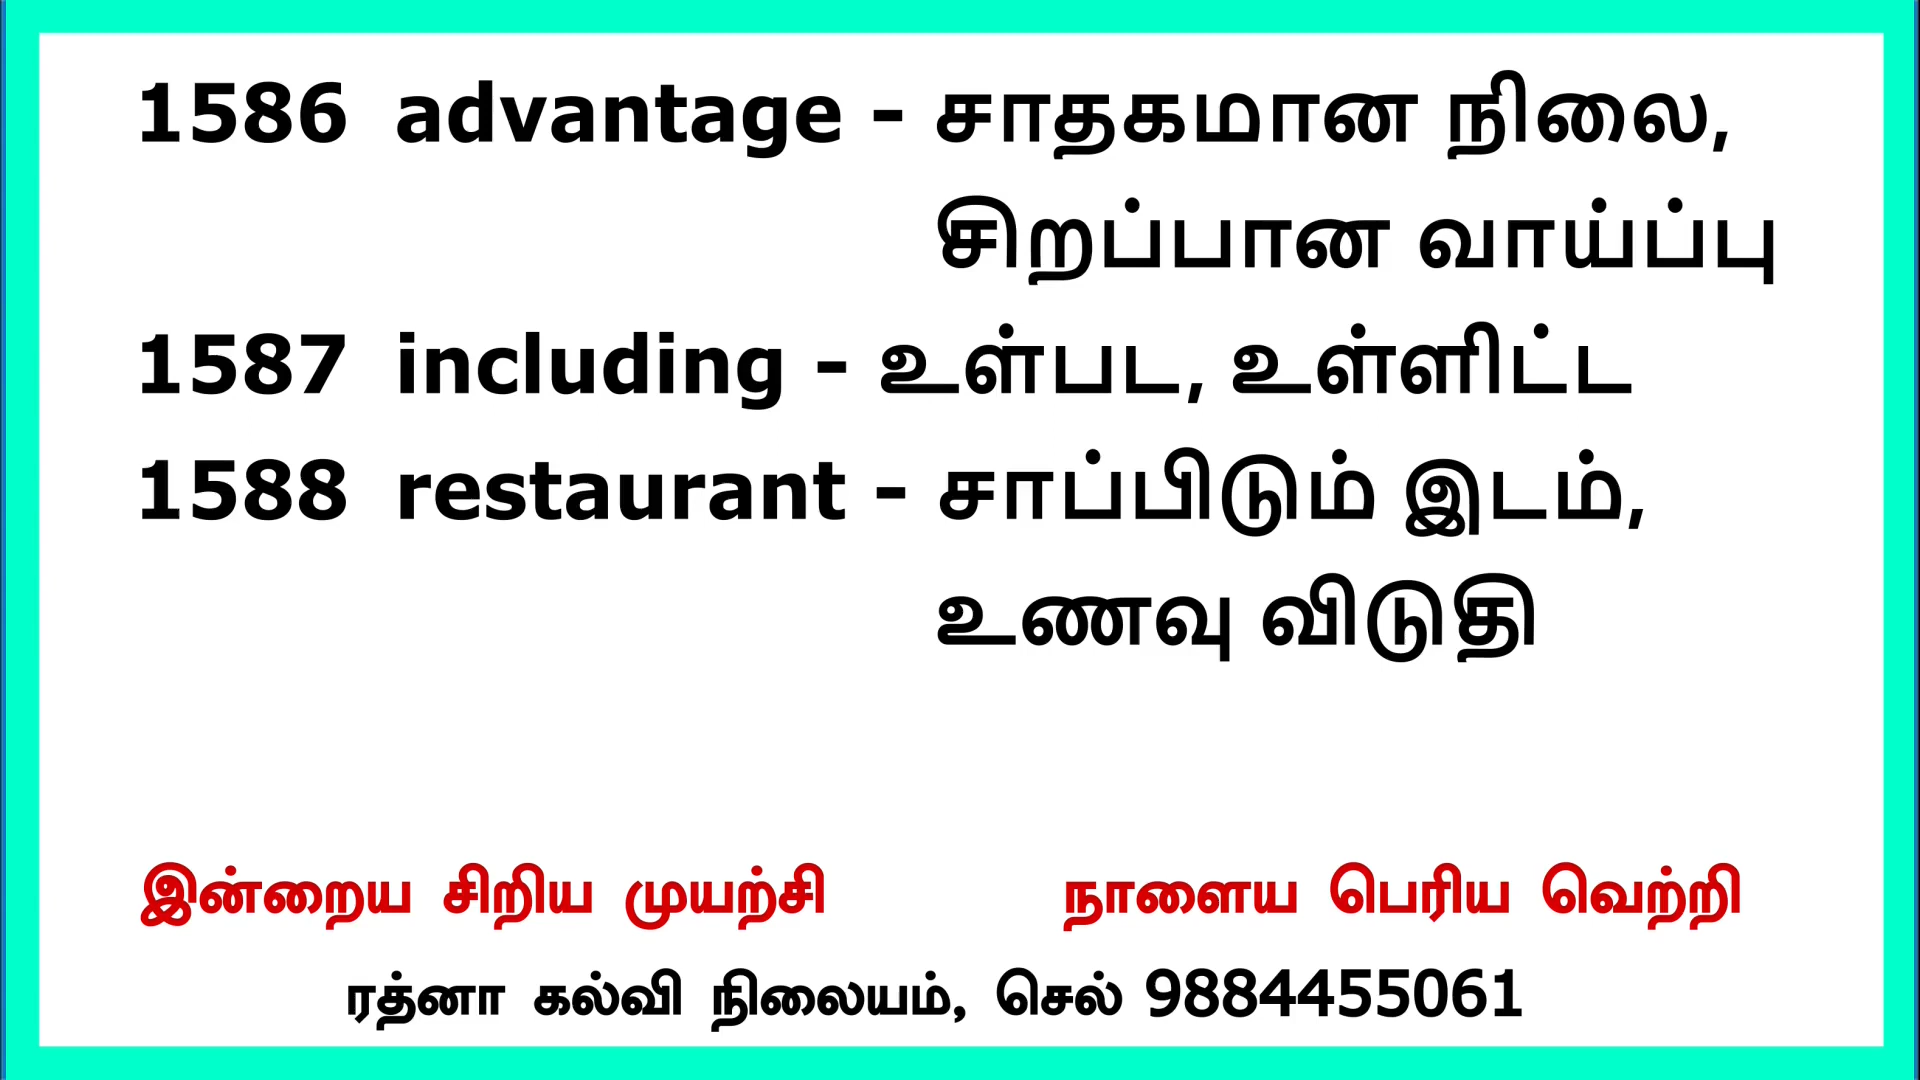 1586 advantage - சாதகமான நிலை,
சிறப்பான வாய்ப்பு
1587 including - உள்பட, உள்ளிட்ட
1588 restaurant - சாப்பிடும் இடம்,
உணவு விடுதி
இன்றைய சிறிய முயற்சி நாளைய பெரிய வெற்றி
ரத்னா கல்வி நிலையம், செல் 9884455061